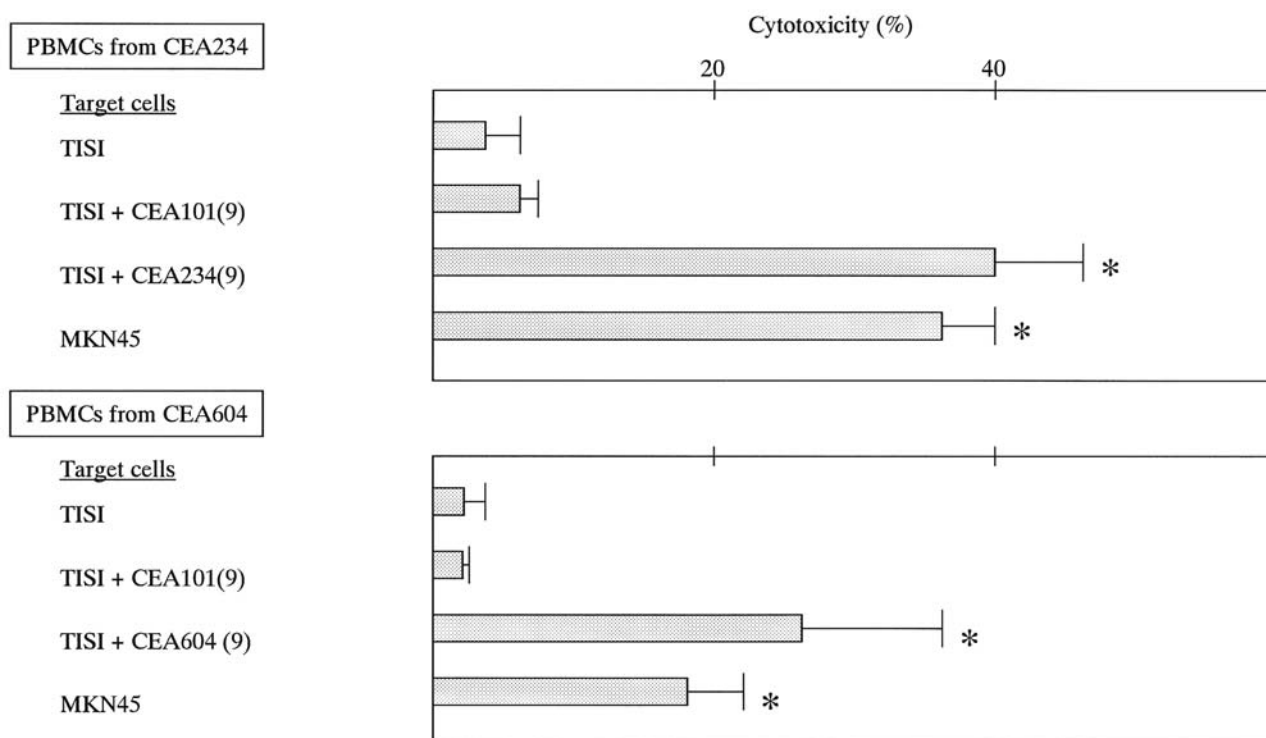 Cytotoxicity (%)
PBMCs from CEA234
20 40
Target cells
TISI
TISI + CEA101(9)
TISI + CEA234(9)
*
MKN45
*
PBMCs from CEA604
Target cells
TISI
TISI + CEA101(9)
TISI + CEA604 (9)
*
MKN45
*